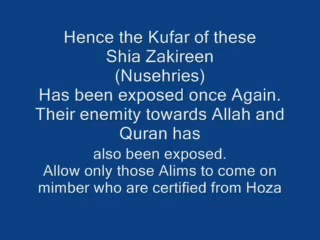 Hence the Kufar of these
Shia Zakireen
(Nusehries)
Has been exposed once Again.
Their enemity towards Allah and
Quran has
also been exposed.
Allow only those Alims to come on
mimber who are certified from Hoza